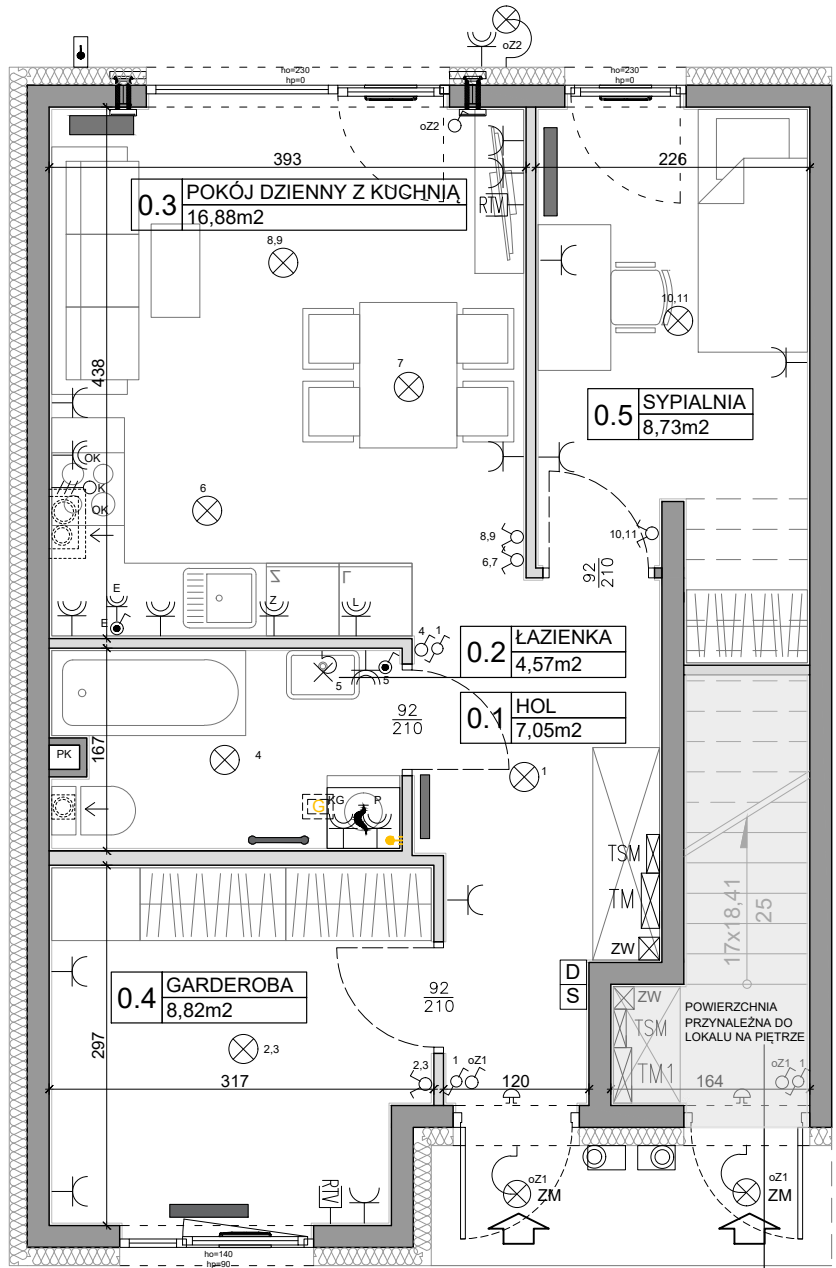 oZ2
ho=230
hp=0
ho=230
hp=0
oZ2
393
226
0.3
POKÓJ DZIENNY Z KUCHNIĄ
16,88m2
RTV
8,9
10,11
7
438
0.5
SYPIALNIA
8,73m2
OK
OK
OK
6
8,9
6,7
10,11
92
210
E
E
Z
Z
L
L
4
1
0.2
ŁAZIENKA
4,57m2
5
5
0.1
HOL
7,05m2
92
210
PK
167
4
1
G
KG
P
TSM
TM
ZW
17x18,41
25
0.4
GARDEROBA
8,82m2
92
210
D
S
ZW
TSM
TM1
POWIERZCHNIA
PRZYNALEŻNA DO
LOKALU NA PIĘTRZE
297
2,3
317
2,3
1
oZ1
120
164
oZ1
1
RTV
oZ1
ZM
oZ1
ZM
ho=140
hp=90